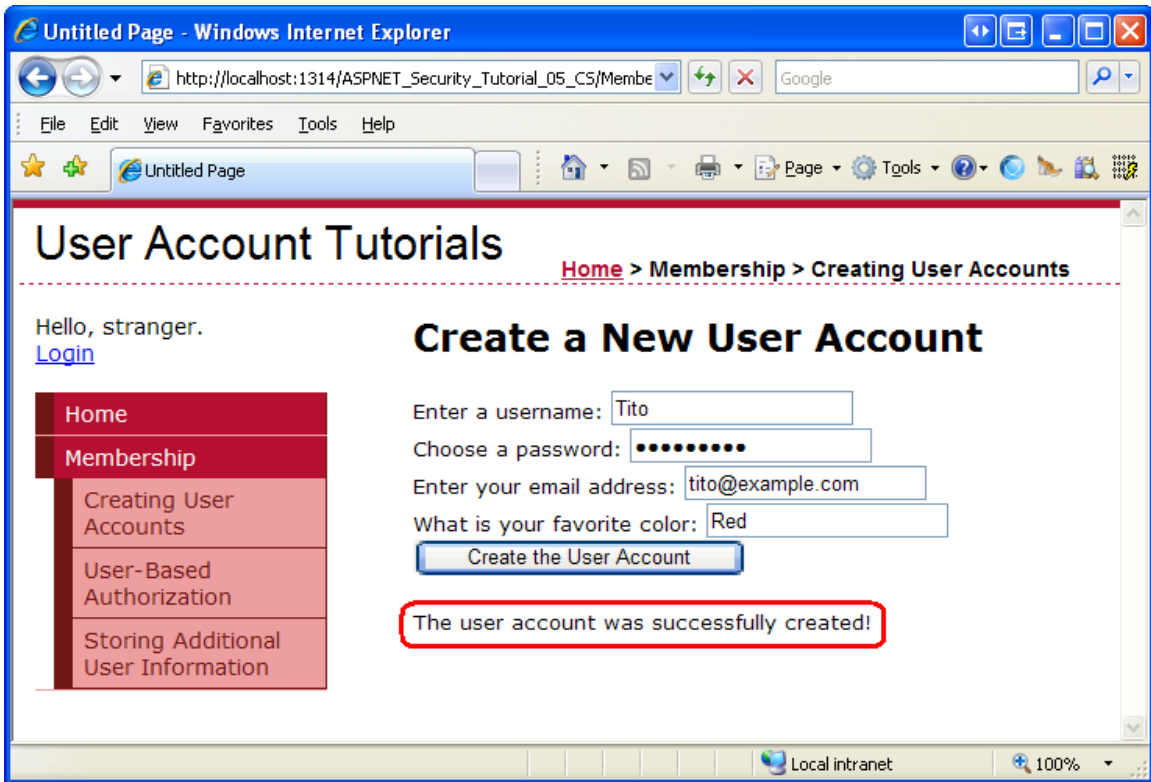 Untitled Page - Windows Internet Explorer
http://localhost:1314/ASPNET_Security_Tutorial_05_CS/Membe
Google
File Edit View Favorites Tools Help
Untitled Page
Page Tools
User Account Tutorials
Home > Membership > Creating User Accounts
Hello, stranger.
Login
Home
Membership
Creating User
Accounts
User-Based
Authorization
Storing Additional
User Information
Create a New User Account
Enter a username: Tito
Choose a password: •••••••••
Enter your email address: tito@example.com
What is your favorite color: Red
Create the User Account
The user account was successfully created!
Local intranet
100%